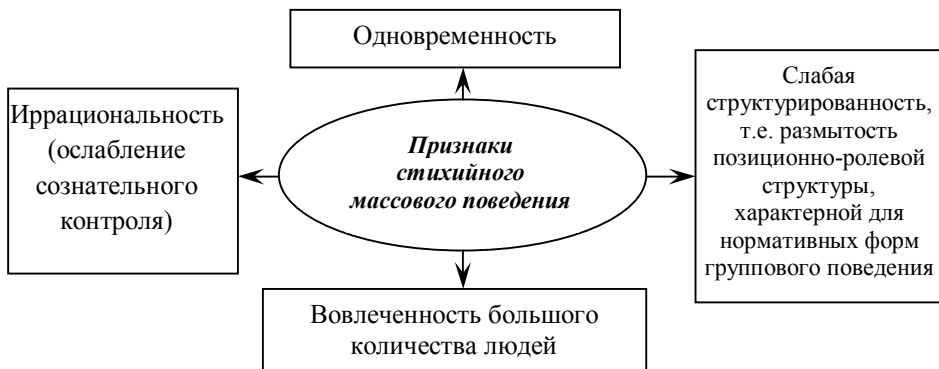 Одновременность
Иррациональность
(ослабление
сознательного
контроля)
Признаки
стихийного
массового поведения
Слабая
структурированность,
т.е. размытость
позиционно-ролевой
структуры,
характерной для
нормативных форм
группового поведения
Вовлеченность большого
количества людей